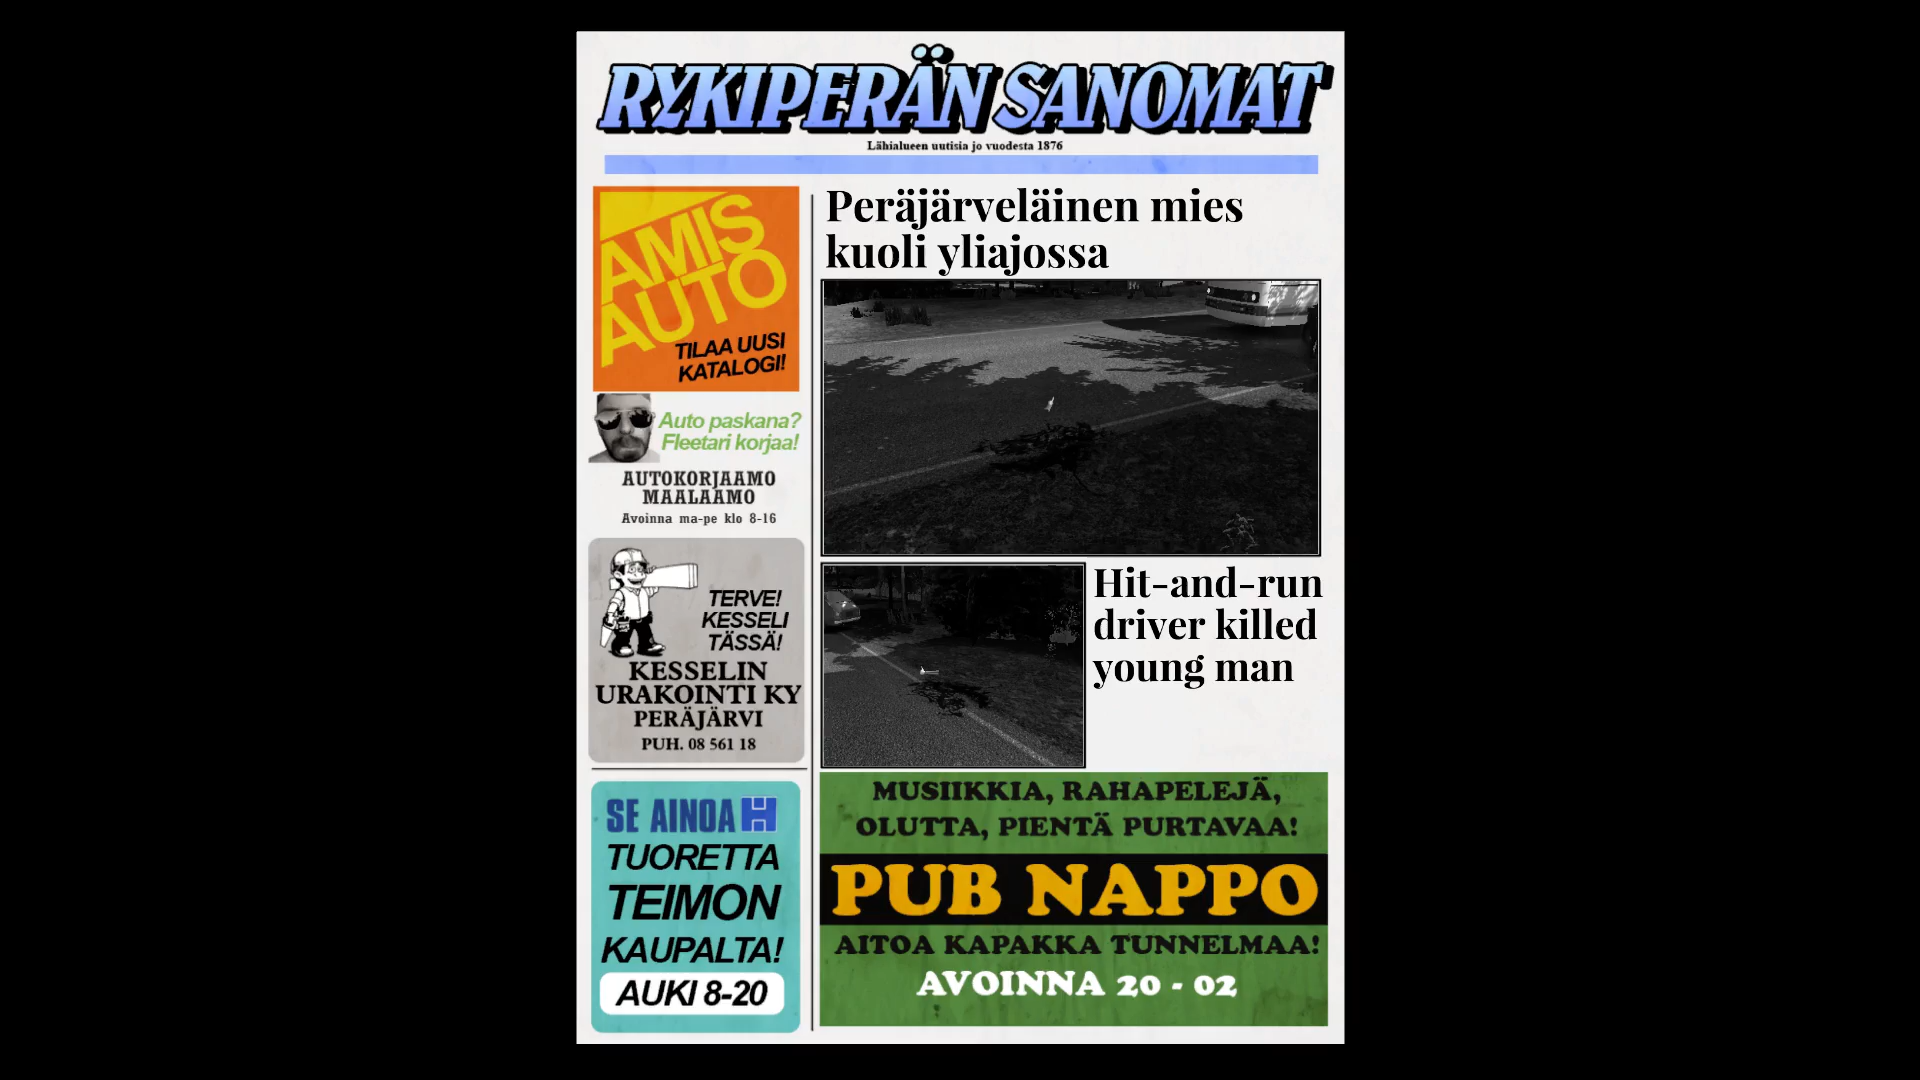 RYKIPERÄN SANOMAT
Lähialueen uutisia jo vuodesta 1876
AMIS
AUTO
TILAA UUSI
KATALOGI!
Auto paskana?
Fleetari korjaa!
AUTOKORJAAMO
MAALAAMO
Avoinna ma-pe klo 8-16
TERVE!
KESSELI
TÄSSÄ!
KESSELIN
URAKOINTI KY
PERÄJÄRVI
PUH. 08 561 18
SE AINOA H
TUORETTA
TEIMON
KAUPALTA!
AUKI 8-20
Peräjärveläinen mies
kuoli yliajossa
Hit-and-run
driver killed
young man
MUSIIKKIA, RAHAPELEJÄ,
OLUTTA, PIENTÄ PURTAVAA!
PUB NAPPO
AITOA KAPAKKA TUNNELMAA!
AVOINNA 20 - 02